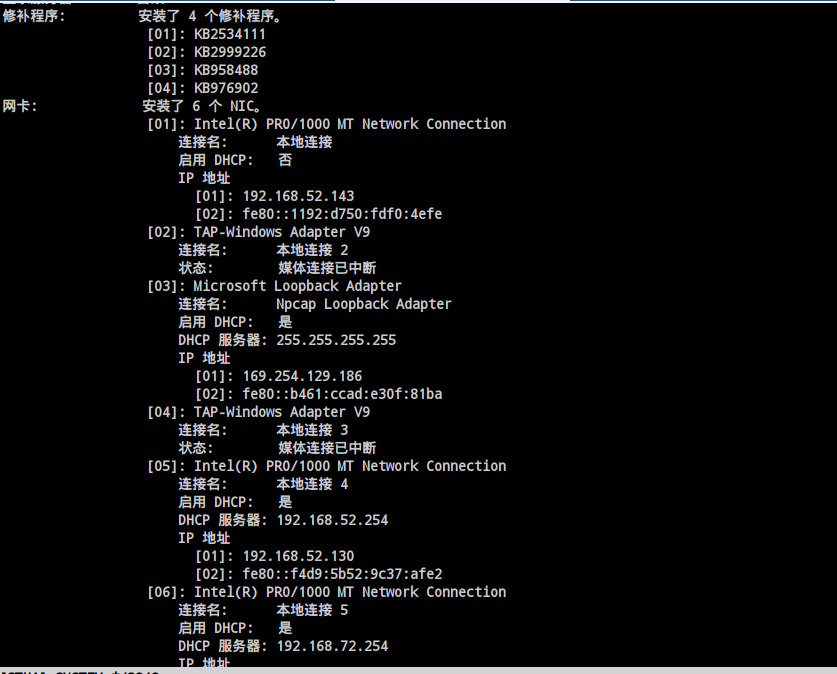 修补程序: 安装了 4 个修补程序。
[01]: KB2534111
[02]: KB2999226
[03]: KB958488
[04]: KB976902
网卡: 安装了 6 个 NIC。
[01]: Intel(R) PRO/1000 MT Network Connection
连接名: 本地连接
启用 DHCP: 否
IP 地址
[01]: 192.168.52.143
[02]: fe80::1192:d750:fdf0:4efe
[02]: TAP-Windows Adapter V9
连接名: 本地连接 2
状态: 媒体连接已中断
[03]: Microsoft Loopback Adapter
连接名: Npcap Loopback Adapter
启用 DHCP: 是
DHCP 服务器: 255.255.255.255
IP 地址
[01]: 169.254.129.186
[02]: fe80::b461:ccad:e30f:81ba
[04]: TAP-Windows Adapter V9
连接名: 本地连接 3
状态: 媒体连接已中断
[05]: Intel(R) PRO/1000 MT Network Connection
连接名: 本地连接 4
启用 DHCP: 是
DHCP 服务器: 192.168.52.254
IP 地址
[01]: 192.168.52.130
[02]: fe80::f4d9:5b52:9c37:afe2
[06]: Intel(R) PRO/1000 MT Network Connection
连接名: 本地连接 5
启用 DHCP: 是
DHCP 服务器: 192.168.72.254
IP 地址